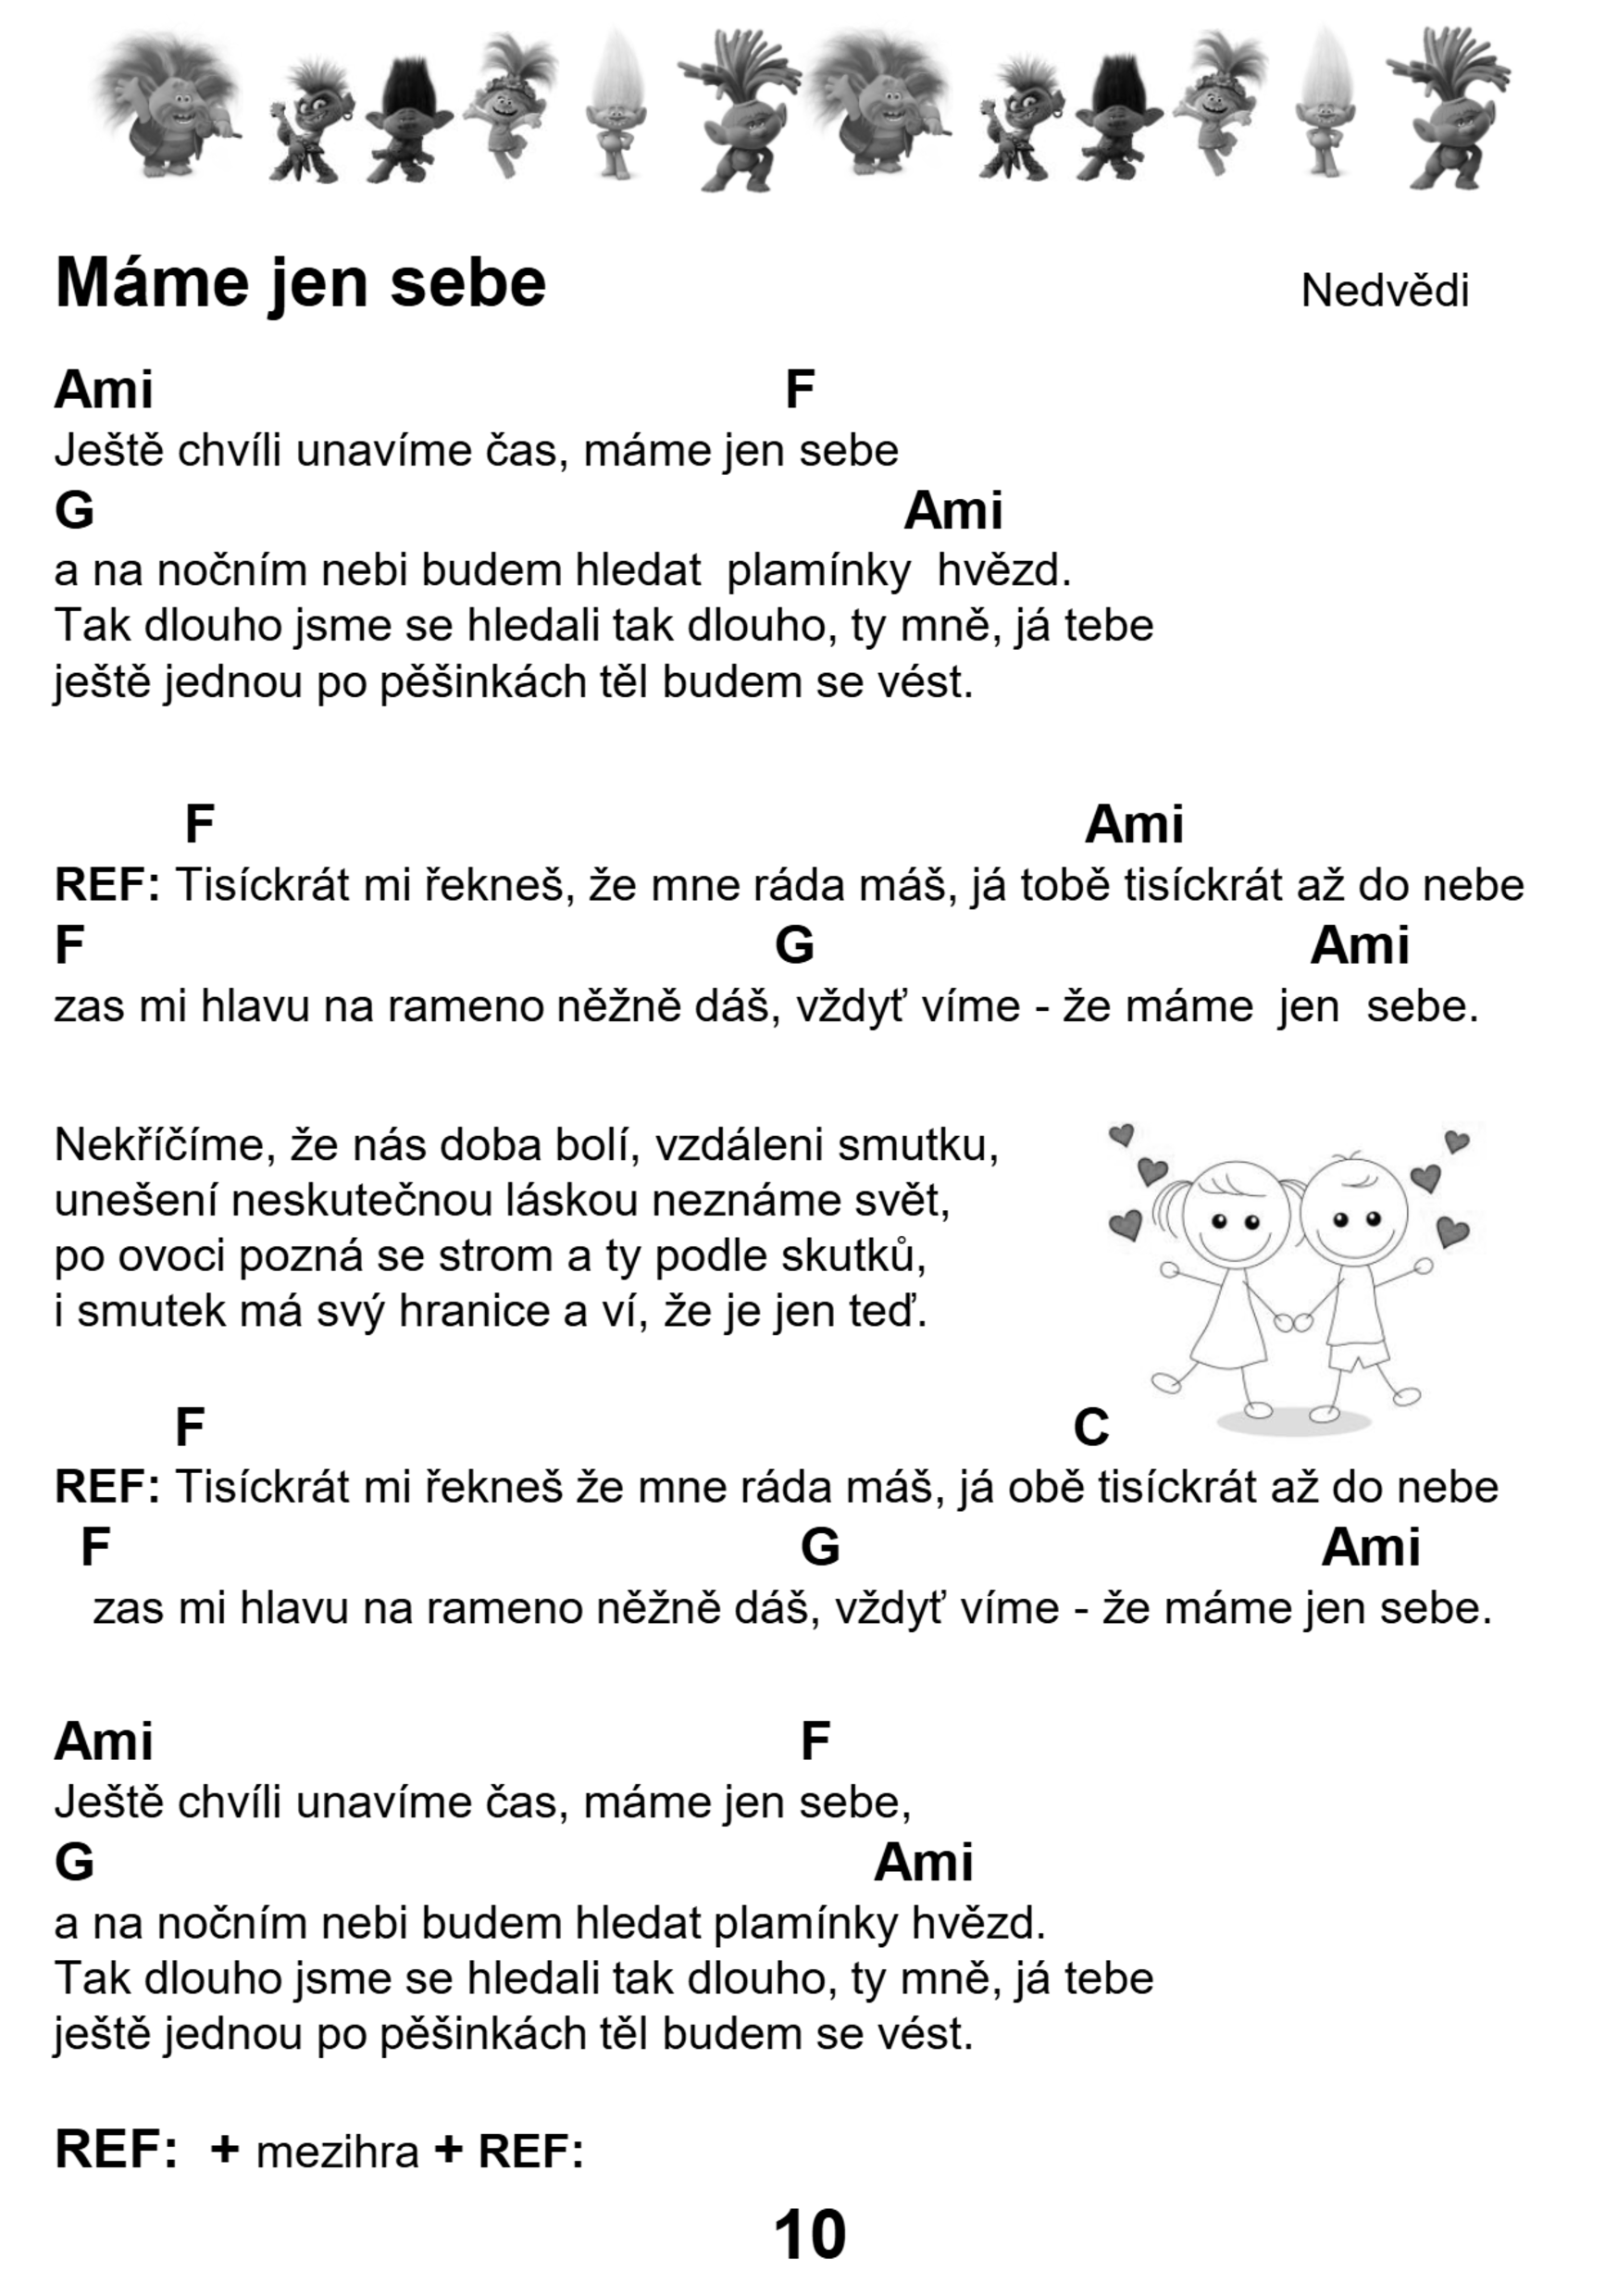 Máme jen sebe Nedvědi
Ami F
Ještě chvíli unavíme čas, máme jen sebe
G Ami
a na nočním nebi budem hledat plamínky hvězd.
Tak dlouho jsme se hledali tak dlouho, ty mně, já tebe
ještě jednou po pěšinkách těl budem se vést.
F Ami
REF: Tisíckrát mi řekneš, že mne ráda máš, já tobě tisíckrát až do nebe
F G Ami
zas mi hlavu na rameno něžně dáš, vždyť víme - že máme jen sebe.
Nekříčíme, že nás doba bolí, vzdáleni smutku,
unešení neskutečnou láskou neznáme svět,
po ovoci pozná se strom a ty podle skutků,
i smutek má svý hranice a ví, že je jen teď.
F C
REF: Tisíckrát mi řekneš že mne ráda máš, já obě tisíckrát až do nebe
F G Ami
zas mi hlavu na rameno něžně dáš, vždyť víme - že máme jen sebe.
Ami F
Ještě chvíli unavíme čas, máme jen sebe,
G Ami
a na nočním nebi budem hledat plamínky hvězd.
Tak dlouho jsme se hledali tak dlouho, ty mně, já tebe
ještě jednou po pěšinkách těl budem se vést.
REF: + mezihra + REF:
10